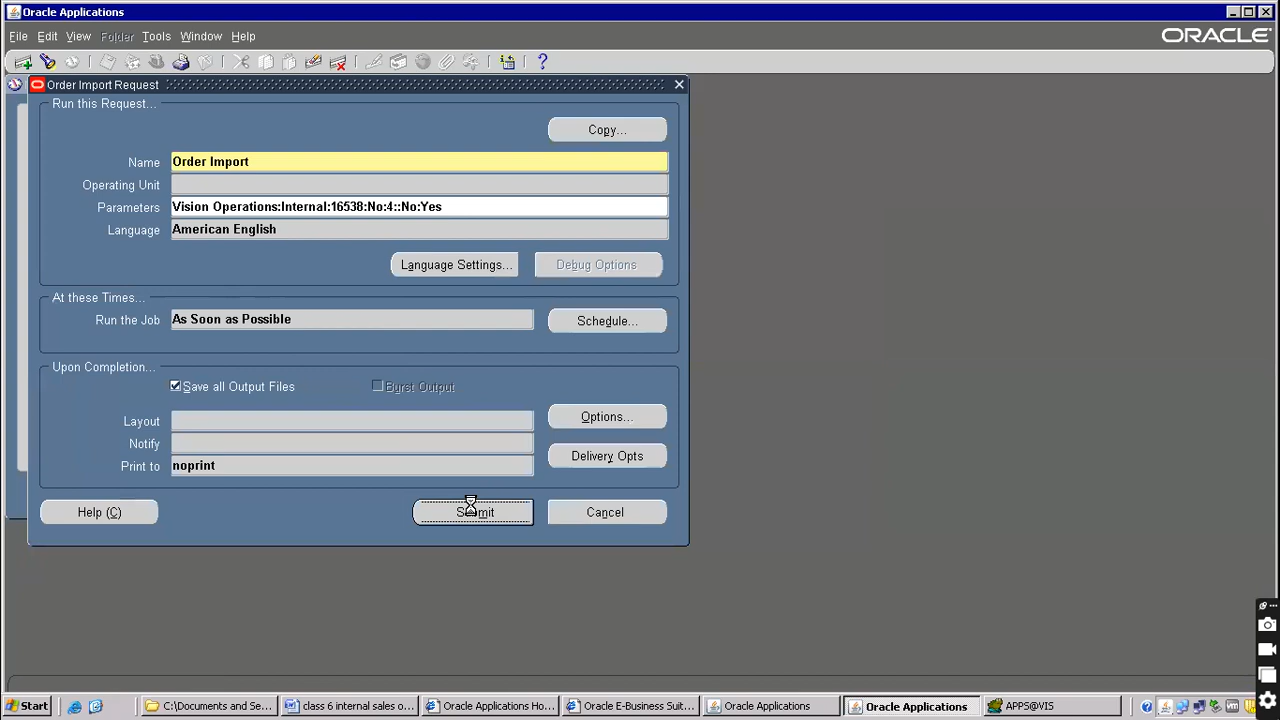 Oracle Applications
File Edit View Folder Tools Window Help
ORACLE
Order Import Request
Run this Request...
Copy...
Name Order Import
Operating Unit
Parameters Vision Operations:Internal:16538:No:4::No:Yes
Language American English
Language Settings... Debug Options
At these Times...
Run the Job As Soon as Possible Schedule...
Upon Completion...
Save all Output Files Burst Output
Layout Options...
Notify
Print to noprint Delivery Opts
Help (C) Submit Cancel
Start C:\Documents and Se... class 6 internal sales o... Oracle Applications Ho... Oracle E-Business Suit... Oracle Applications Oracle Applications APPS@VIS